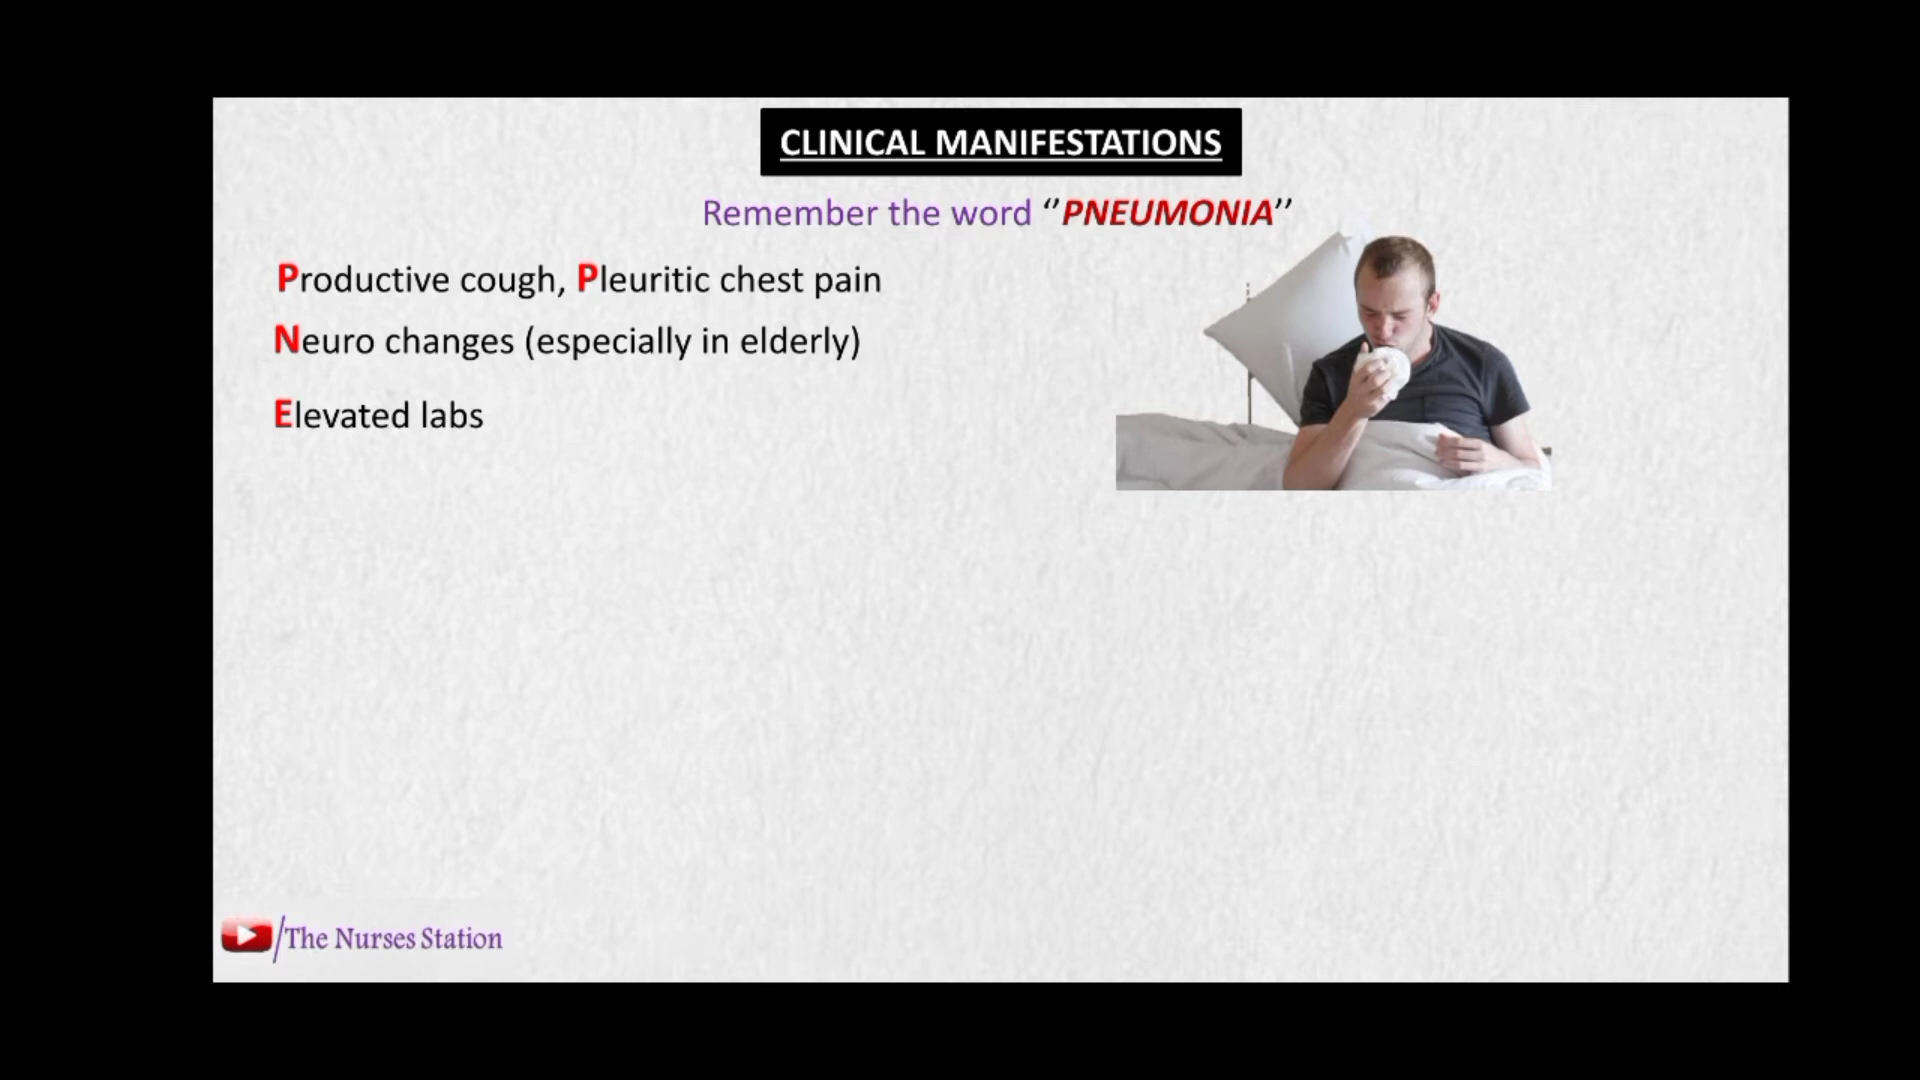 CLINICAL MANIFESTATIONS
Remember the word ‘’PNEUMONIA’’
Productive cough, Pleuritic chest pain
Neuro changes (especially in elderly)
Elevated labs
/The Nurses Station